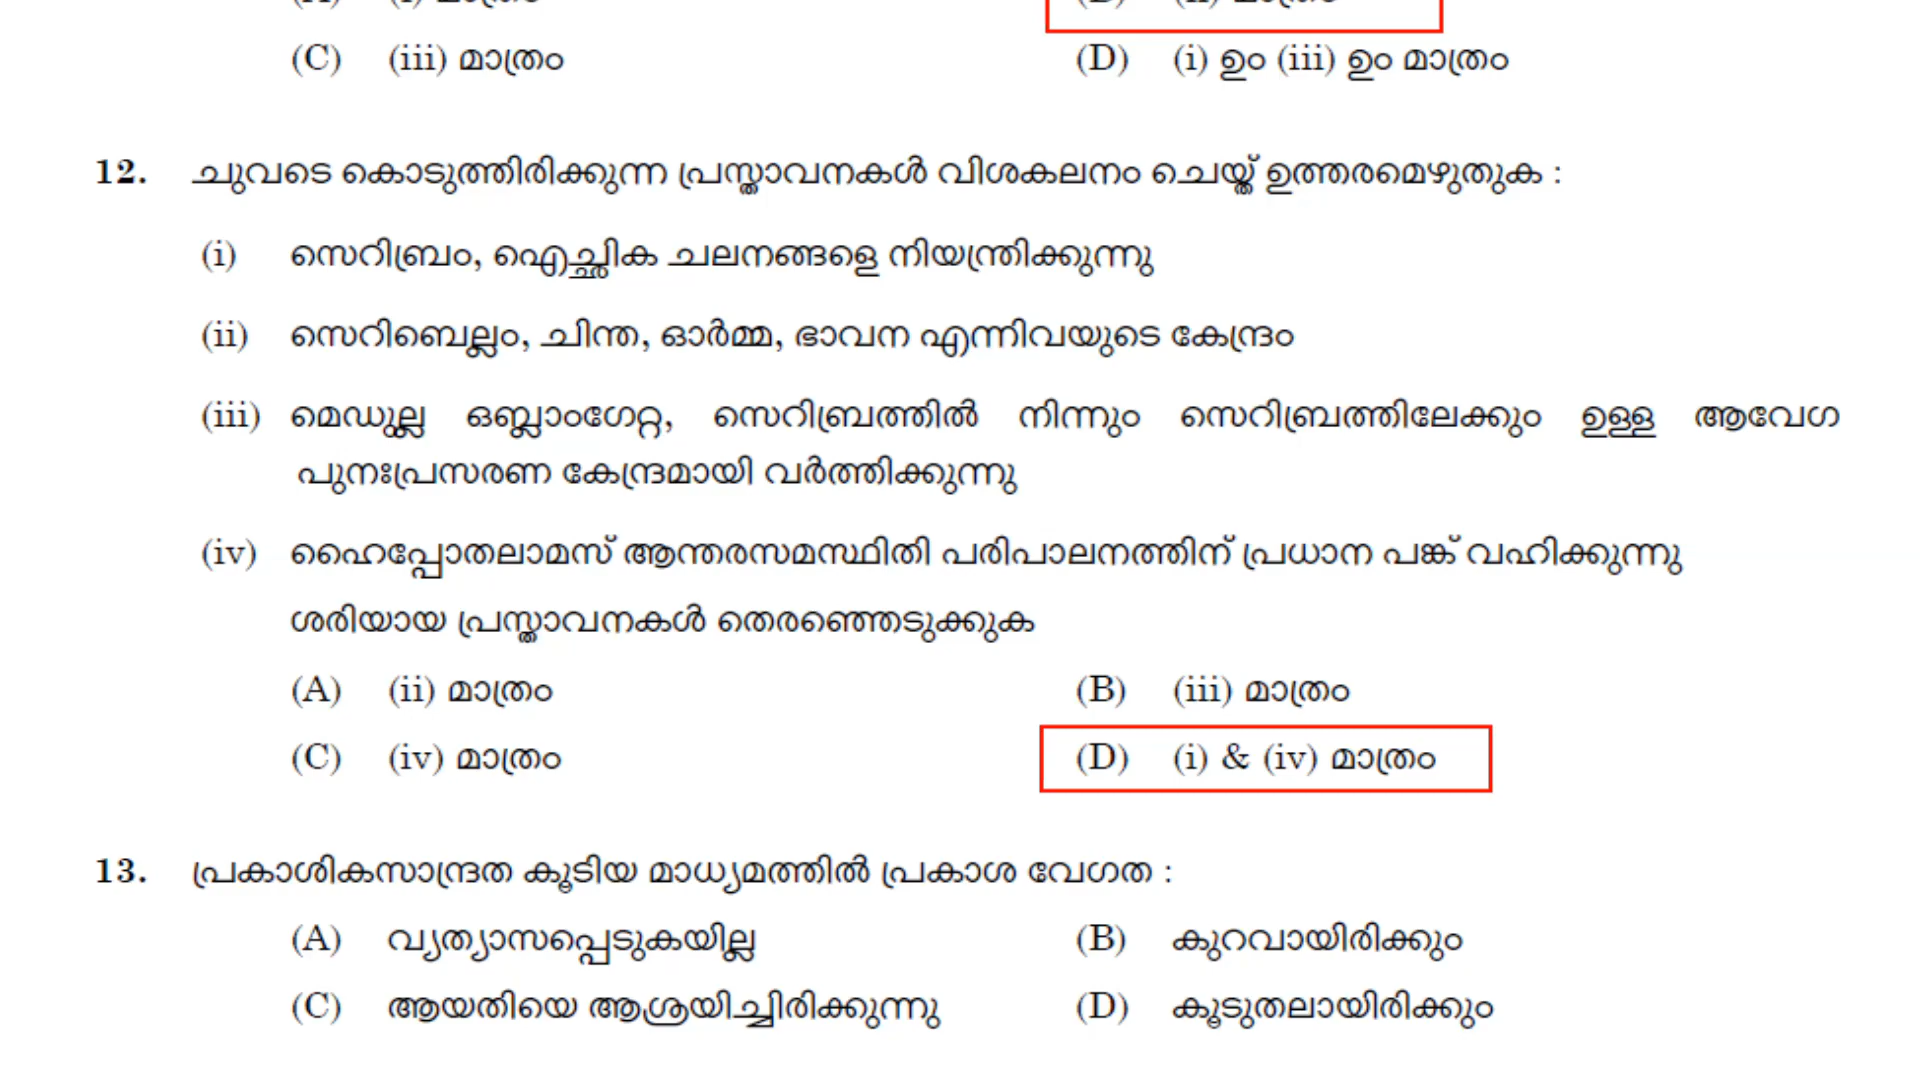 (A) (i) മാത്രം (B) (ii) മാത്രം
(C) (iii) മാത്രം (D) (i) ഉം (iii) ഉം മാത്രം
12. ചുവടെ കൊടുത്തിരിക്കുന്ന പ്രസ്താവനകൾ വിശകലനം ചെയ്ത് ഉത്തരമെഴുതുക :
(i) സെറിബ്രം, ഐച്ഛിക ചലനങ്ങളെ നിയന്ത്രിക്കുന്നു
(ii) സെറിബെല്ലം, ചിന്ത, ഓർമ്മ, ഭാവന എന്നിവയുടെ കേന്ദ്രം
(iii) മെഡുല്ല ഒബ്ലാംഗേറ്റ, സെറിബ്രത്തിൽ നിന്നും സെറിബ്രത്തിലേക്കും ഉള്ള ആവേഗ
പുനഃപ്രസരണ കേന്ദ്രമായി വർത്തിക്കുന്നു
(iv) ഹൈപ്പോതലാമസ് ആന്തരസമസ്ഥിതി പരിപാലനത്തിന് പ്രധാന പങ്ക് വഹിക്കുന്നു
ശരിയായ പ്രസ്താവനകൾ തെരഞ്ഞെടുക്കുക
(A) (ii) മാത്രം (B) (iii) മാത്രം
(C) (iv) മാത്രം (D) (i) & (iv) മാത്രം
13. പ്രകാശികസാന്ദ്രത കൂടിയ മാധ്യമത്തിൽ പ്രകാശ വേഗത :
(A) വ്യത്യാസപ്പെടുകയില്ല (B) കുറവായിരിക്കും
(C) ആയതിയെ ആശ്രയിച്ചിരിക്കുന്നു (D) കൂടുതലായിരിക്കും